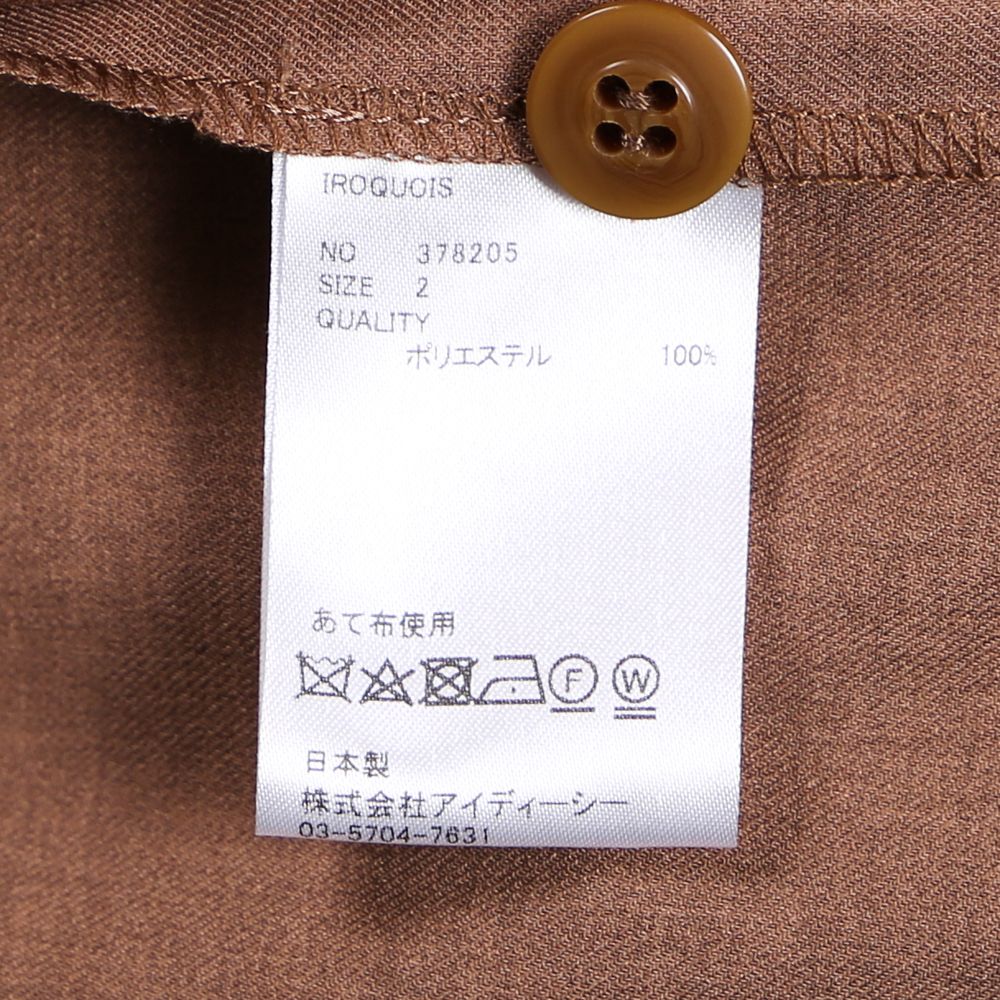 IROQUOIS
NO 378205
SIZE 2
QUALITY
ポリエステル 100%
あて布使用
F W
日本製
株式会社アイディーシー
03-5704-7631